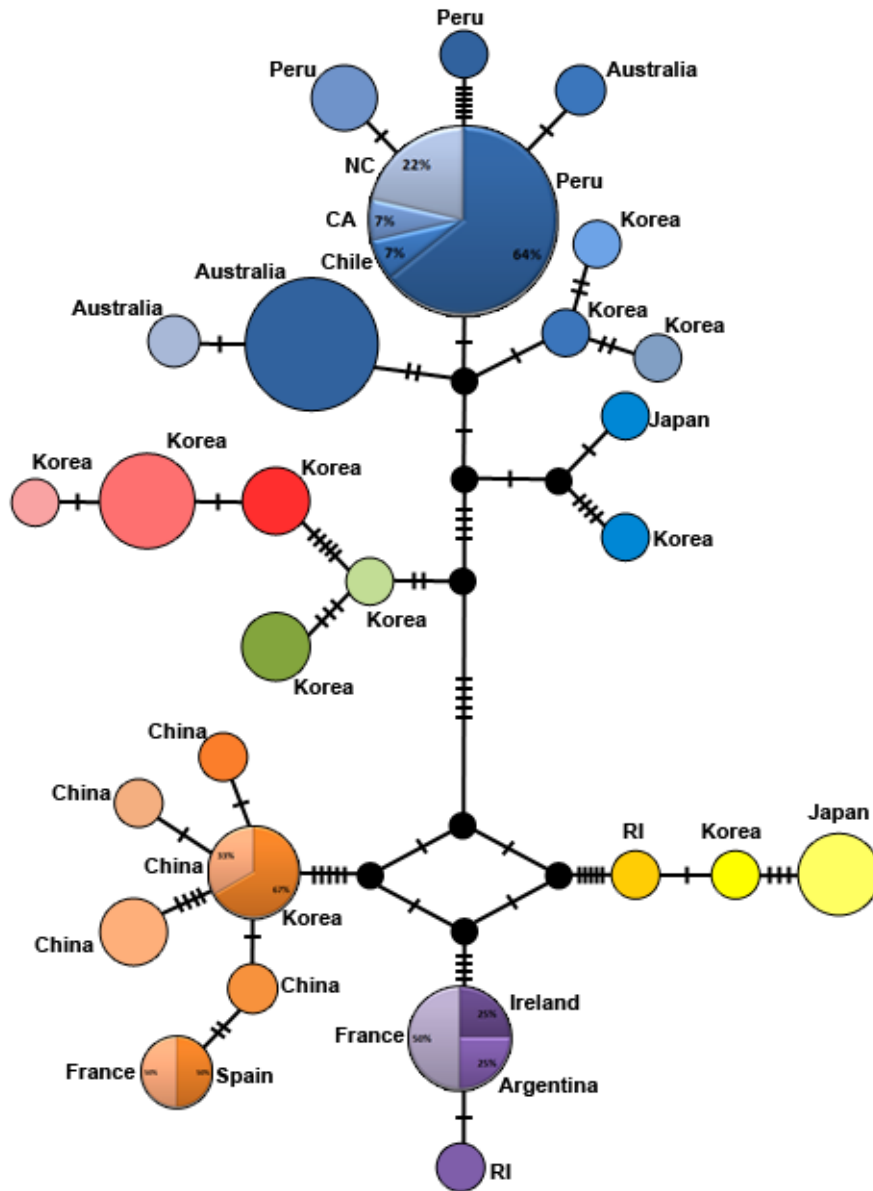 Peru
Peru
Australia
NC
22%
Peru
CA
7%
Chile
7%
64%
Korea
Australia
Australia
Korea
Korea
Japan
Korea
Korea
Korea
Korea
Korea
Korea
China
China
China
33%
67%
Korea
RI
Korea
Japan
China
China
France
50%
50%
Spain
France
50%
Ireland
25%
25%
Argentina
RI